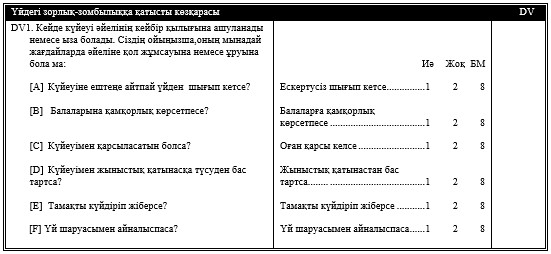 Үйдегі зорлық-зомбылыққа қатысты көзқарасы DV
DV1. Кейде күйеуі әйелінің кейбір қылығына ашуланады
немесе ыза болады. Сіздің ойыңызша,оның мынадай
жағдайларда әйеліне қол жұмсауына немесе ұруына
бола ма:
Иә Жоқ БМ
[A] Күйеуіне ештеңе айтпай үйден шығып кетсе? Ескертусіз шығып кетсе...............1 2 8
[B] Балаларына қамқорлық көрсетпесе? Балаларға қамқорлық
көрсетпесе .............................1 2 8
[C] Күйеуімен қарсыласатын болса? Оған қарсы келсе .....................1 2 8
[D] Күйеуімен жыныстық қатынасқа түсуден бас
тартса?
Жыныстық қатынастан бас
тартса........ ..........................1 2 8
[E] Тамақты күйдіріп жіберсе? Тамақты күйдіріп жіберсе ...........1 2 8
[F] Үй шаруасымен айналыспаса? Үй шаруасымен айналыспаса......1 2 8